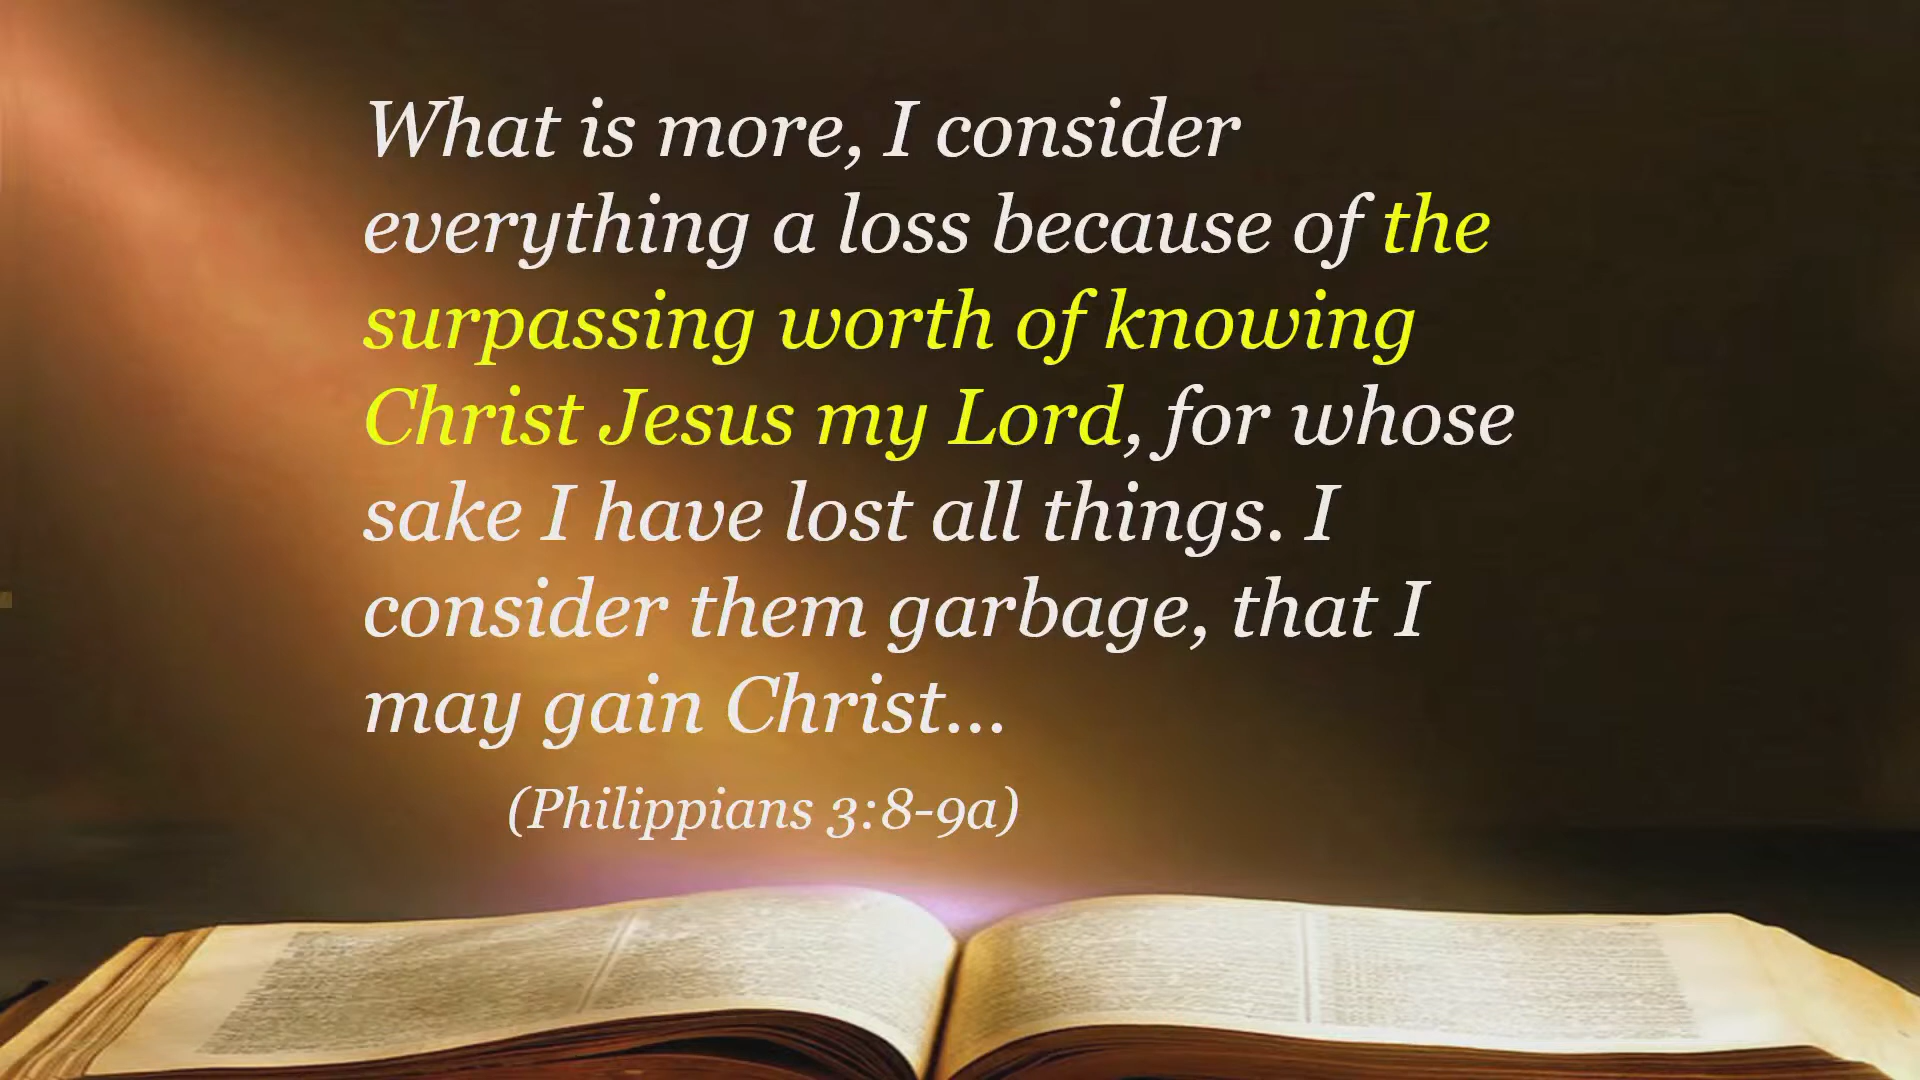 What is more, I consider
everything a loss because of the
surpassing worth of knowing
Christ Jesus my Lord, for whose
sake I have lost all things. I
consider them garbage, that I
may gain Christ...
(Philippians 3:8-9a)